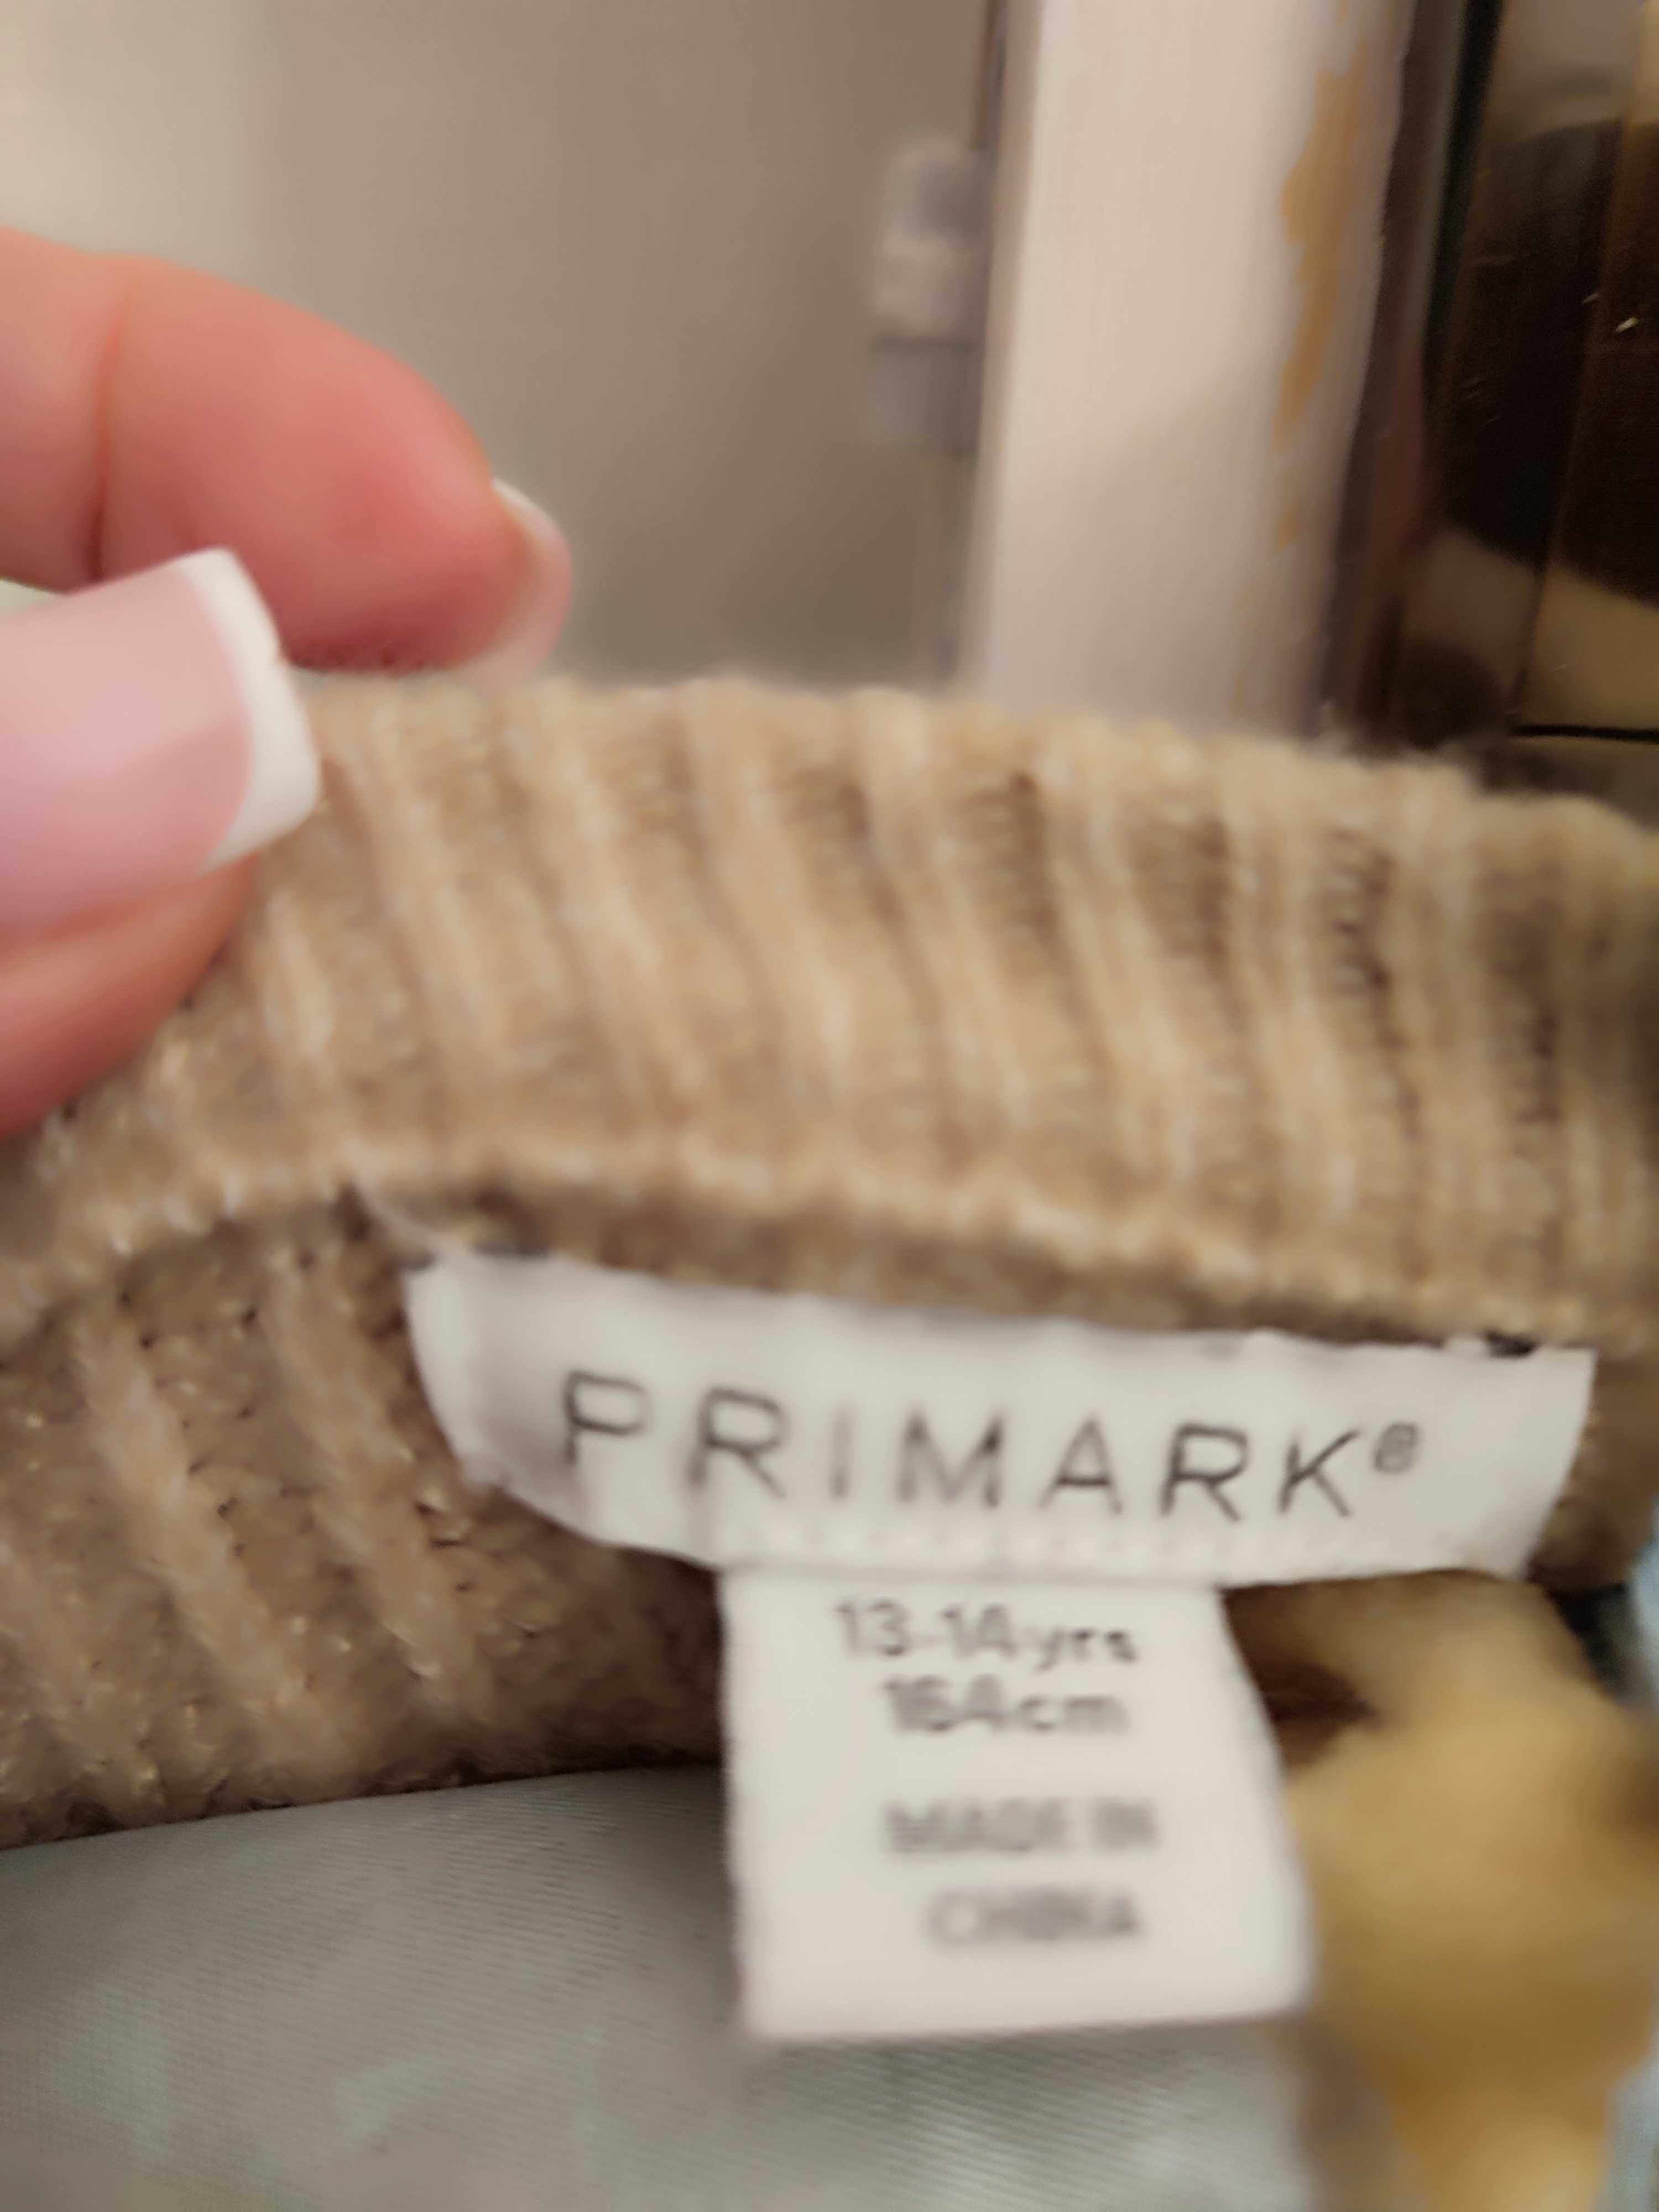 PRIMARK®
13-14yrs
164cm
MADE IN
CHINA